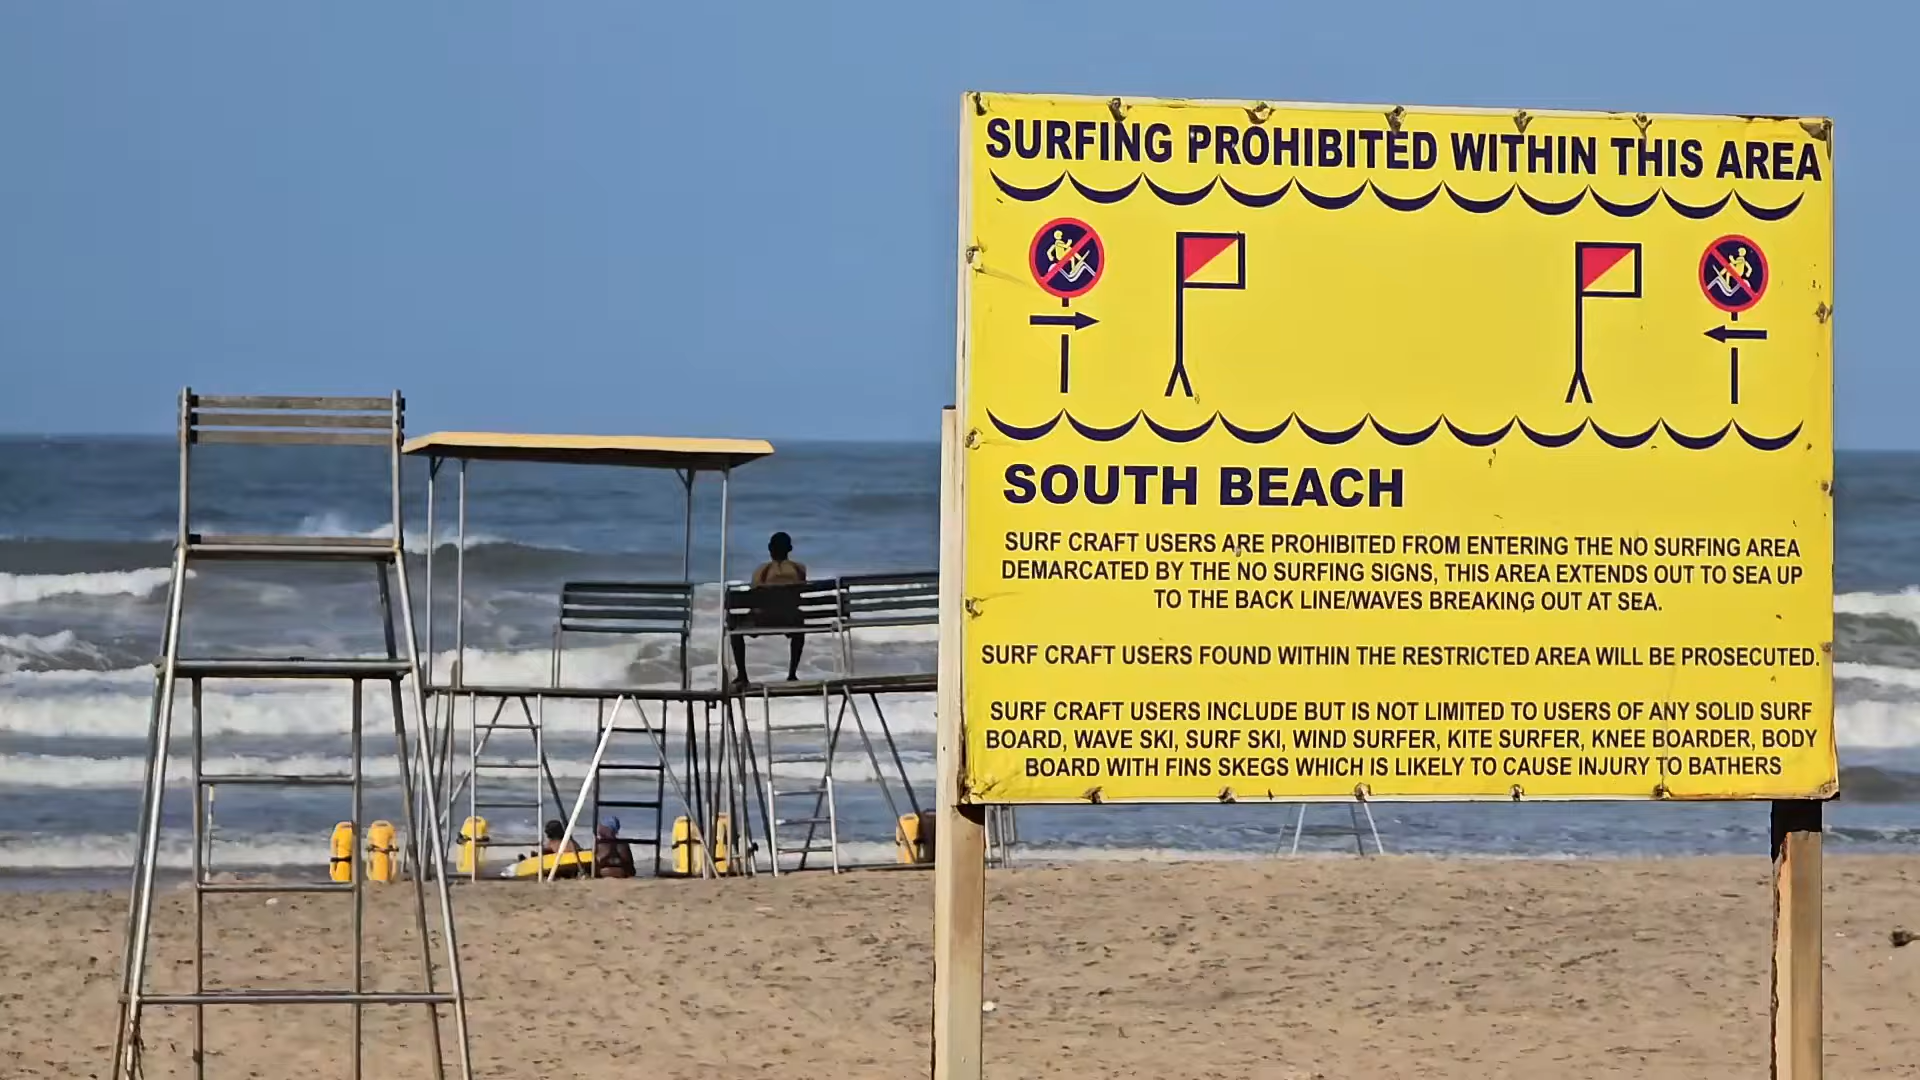 SURFING PROHIBITED WITHIN THIS AREA
SOUTH BEACH
SURF CRAFT USERS ARE PROHIBITED FROM ENTERING THE NO SURFING AREA
DEMARCATED BY THE NO SURFING SIGNS, THIS AREA EXTENDS OUT TO SEA UP
TO THE BACK LINE/WAVES BREAKING OUT AT SEA.
SURF CRAFT USERS FOUND WITHIN THE RESTRICTED AREA WILL BE PROSECUTED.
SURF CRAFT USERS INCLUDE BUT IS NOT LIMITED TO USERS OF ANY SOLID SURF
BOARD, WAVE SKI, SURF SKI, WIND SURFER, KITE SURFER, KNEE BOARDER, BODY
BOARD WITH FINS SKEGS WHICH IS LIKELY TO CAUSE INJURY TO BATHERS